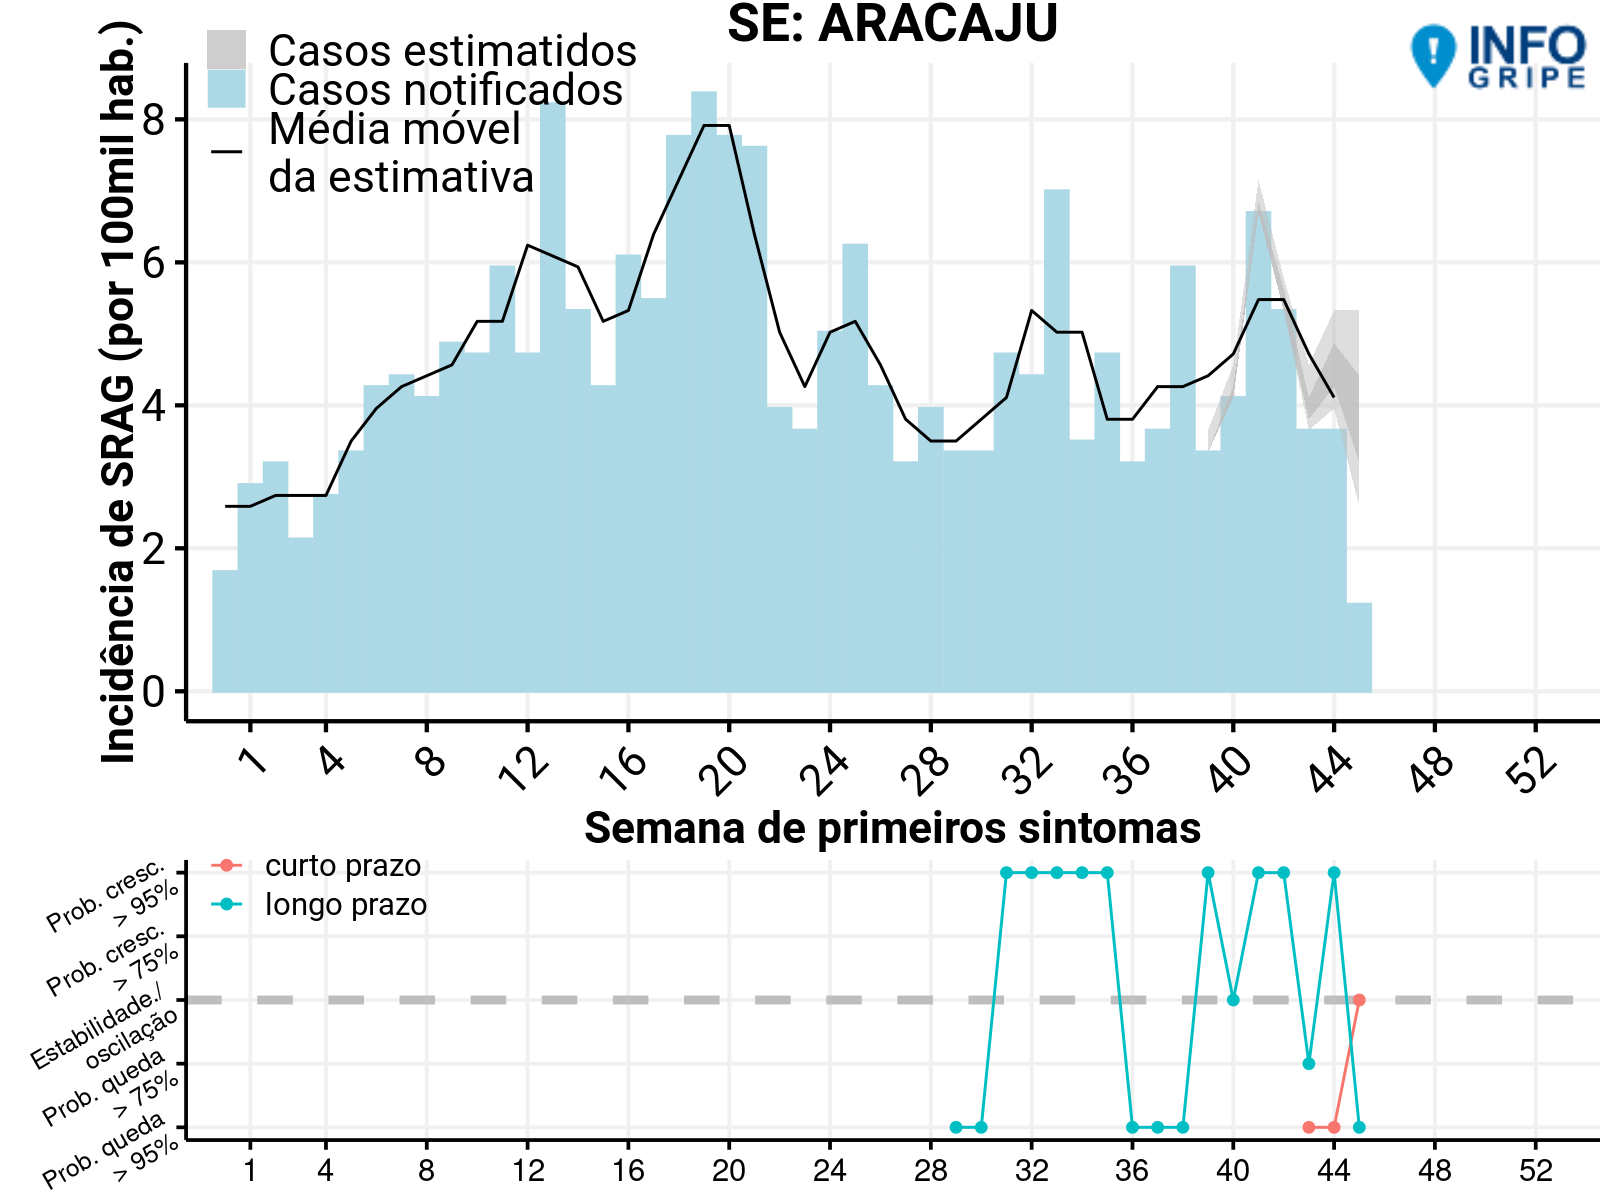 SE: ARACAJU
INFO
GRIPE
Casos estimatidos
Casos notificados
Média móvel
da estimativa
Incidência de SRAG (por 100mil hab.)
8
6
4
2
0
1 4 8 12 16 20 24 28 32 36 40 44 48 52
Semana de primeiros sintomas
curto prazo
longo prazo
Prob. cresc.
> 95%
Prob. cresc.
> 75%
Estabilidade./
oscilação
Prob. queda
> 75%
Prob. queda
> 95%
1 4 8 12 16 20 24 28 32 36 40 44 48 52